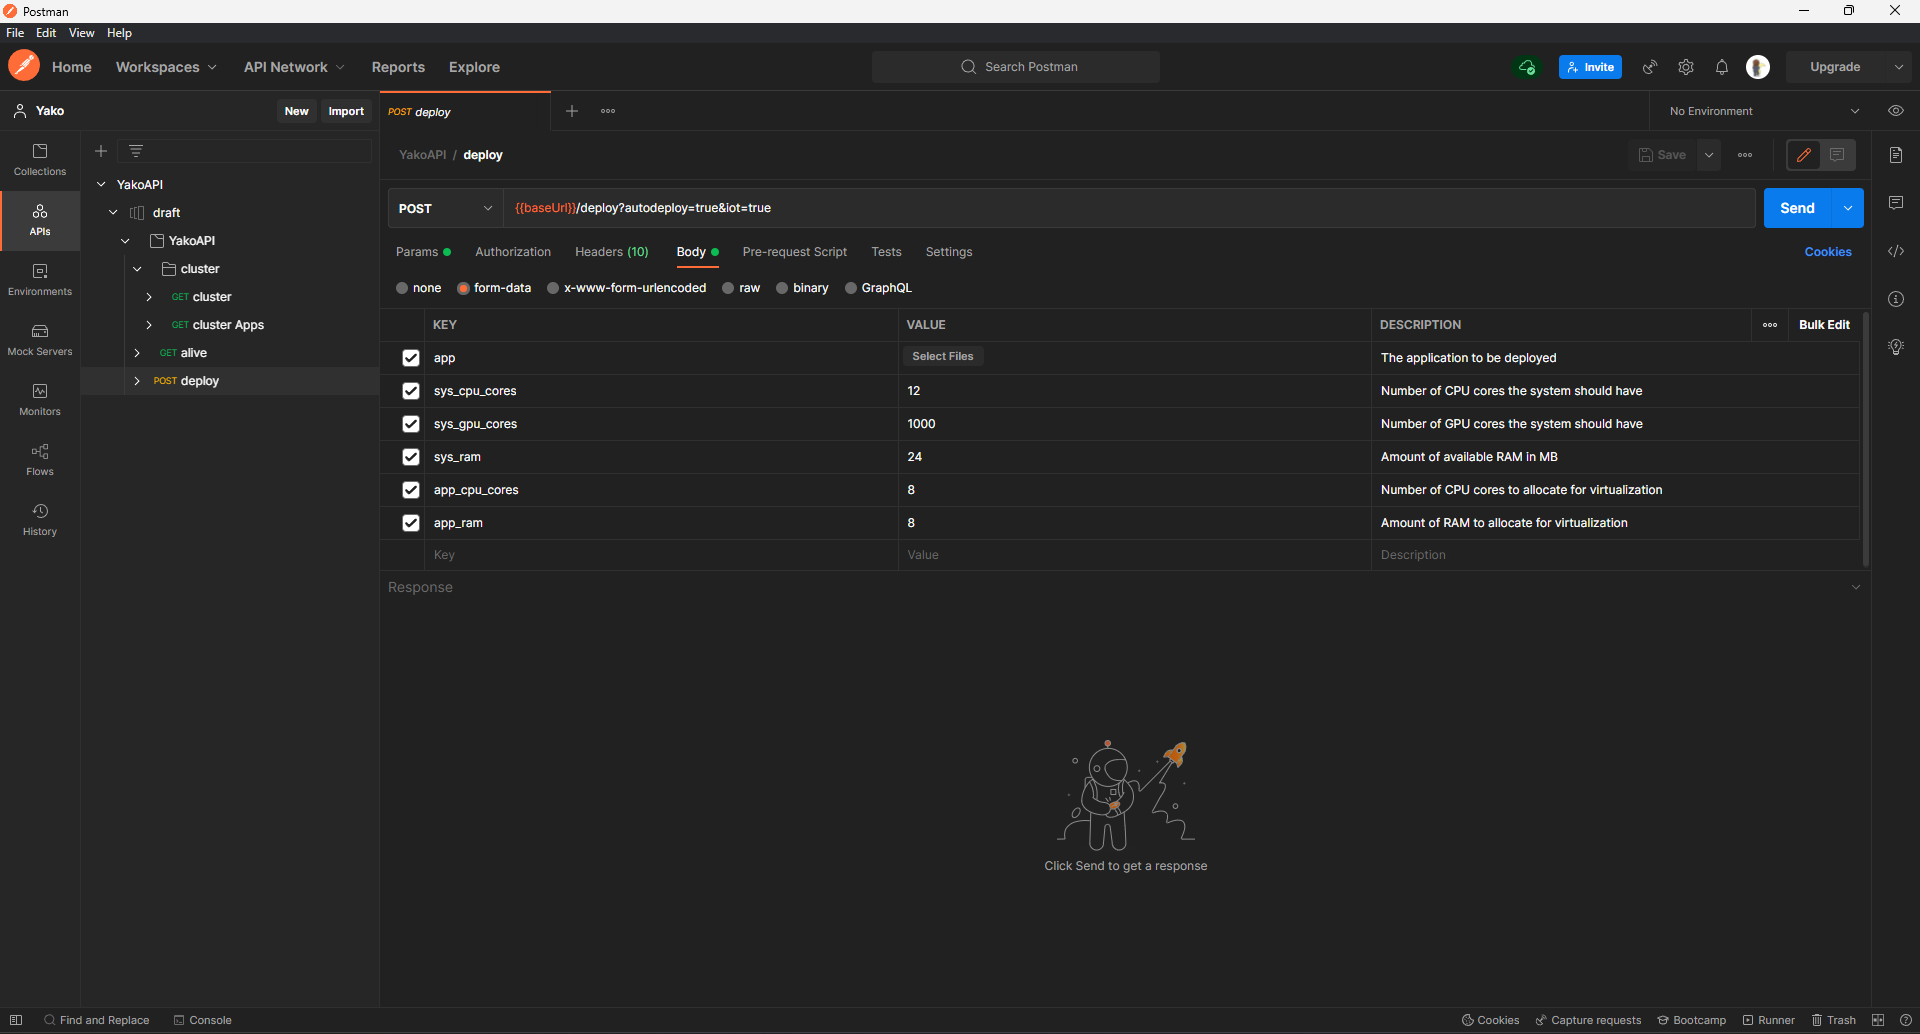 Postman
File Edit View Help
Home Workspaces API Network Reports Explore Search Postman Invite Upgrade
Yako New Import POST deploy No Environment
YakoAPI / deploy Save
Collections
APIs
Environments
Mock Servers
Monitors
Flows
History
YakoAPI
draft
YakoAPI
cluster
GET cluster
GET cluster Apps
GET alive
POST deploy
POST {{baseUrl}}/deploy?autodeploy=true&iot=true Send
Params Authorization Headers (10) Body Pre-request Script Tests Settings Cookies
none form-data x-www-form-urlencoded raw binary GraphQL
KEY VALUE DESCRIPTION Bulk Edit
app Select Files The application to be deployed
sys_cpu_cores 12 Number of CPU cores the system should have
sys_gpu_cores 1000 Number of GPU cores the system should have
sys_ram 24 Amount of available RAM in MB
app_cpu_cores 8 Number of CPU cores to allocate for virtualization
app_ram 8 Amount of RAM to allocate for virtualization
Key Value Description
Response
Click Send to get a response
Find and Replace Console Cookies Capture requests Bootcamp Runner Trash